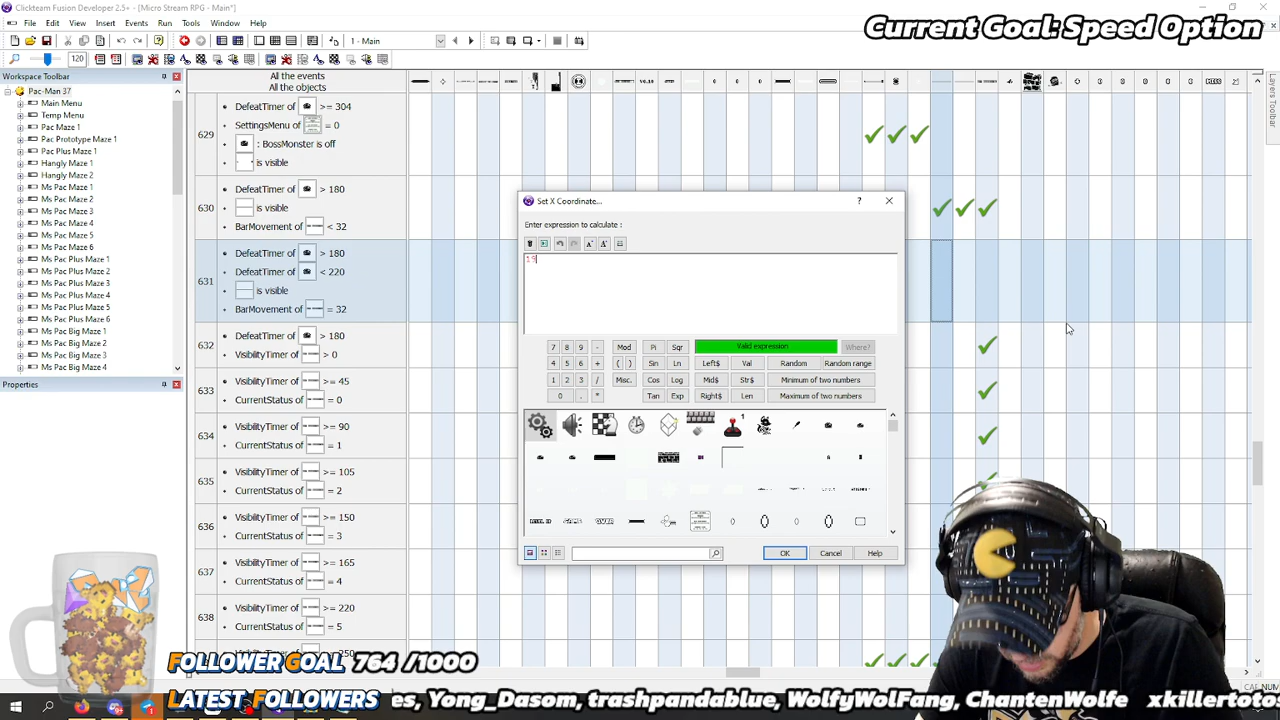 Clickteam Fusion Developer 2.5+ - [Micro Stream RPG - Main*]
File Edit View Insert Events Run Tools Window Help
Current Goal: Speed Option
1 - Main
120
Workspace Toolbar
Pac-Man 37
Main Menu
Temp Menu
Pac Maze 1
Pac Prototype Maze 1
Pac Plus Maze 1
Hangly Maze 1
Hangly Maze 2
Ms Pac Maze 1
Ms Pac Maze 2
Ms Pac Maze 3
Ms Pac Maze 4
Ms Pac Maze 5
Ms Pac Maze 6
Ms Pac Plus Maze 1
Ms Pac Plus Maze 2
Ms Pac Plus Maze 3
Ms Pac Plus Maze 4
Ms Pac Plus Maze 5
Ms Pac Plus Maze 6
Ms Pac Big Maze 1
Ms Pac Big Maze 2
Ms Pac Big Maze 3
Ms Pac Big Maze 4
Properties
All the events
All the objects
629
DefeatTimer of >= 304
SettingsMenu of = 0
: BossMonster is off
is visible
630
DefeatTimer of > 180
is visible
BarMovement of < 32
631
DefeatTimer of > 180
DefeatTimer of < 220
is visible
BarMovement of = 32
632
DefeatTimer of > 180
VisibilityTimer of > 0
633
VisibilityTimer of >= 45
CurrentStatus of = 0
634
VisibilityTimer of >= 90
CurrentStatus of = 1
635
VisibilityTimer of >= 105
CurrentStatus of = 2
636
VisibilityTimer of >= 150
CurrentStatus of = 3
637
VisibilityTimer of >= 165
CurrentStatus of = 4
638
VisibilityTimer of >= 220
CurrentStatus of = 5
Layers Toolbar
Set X Coordinate...
Enter expression to calculate :
19
7 8 9 - Mod Pi Sqr Valid expression Where?
4 5 6 + ( ) Sin Ln Left$ Val Random Random range
1 2 3 / Misc. Cos Log Mid$ Str$ Minimum of two numbers
0 . * Tan Exp Right$ Len Maximum of two numbers
OK Cancel Help
FOLLOWER GOAL 764 /1000
LATEST FOLLOWERS es, Yong_Dason, trashpandablue, WolfyWolFang, ChantenWolfe xkillertoto